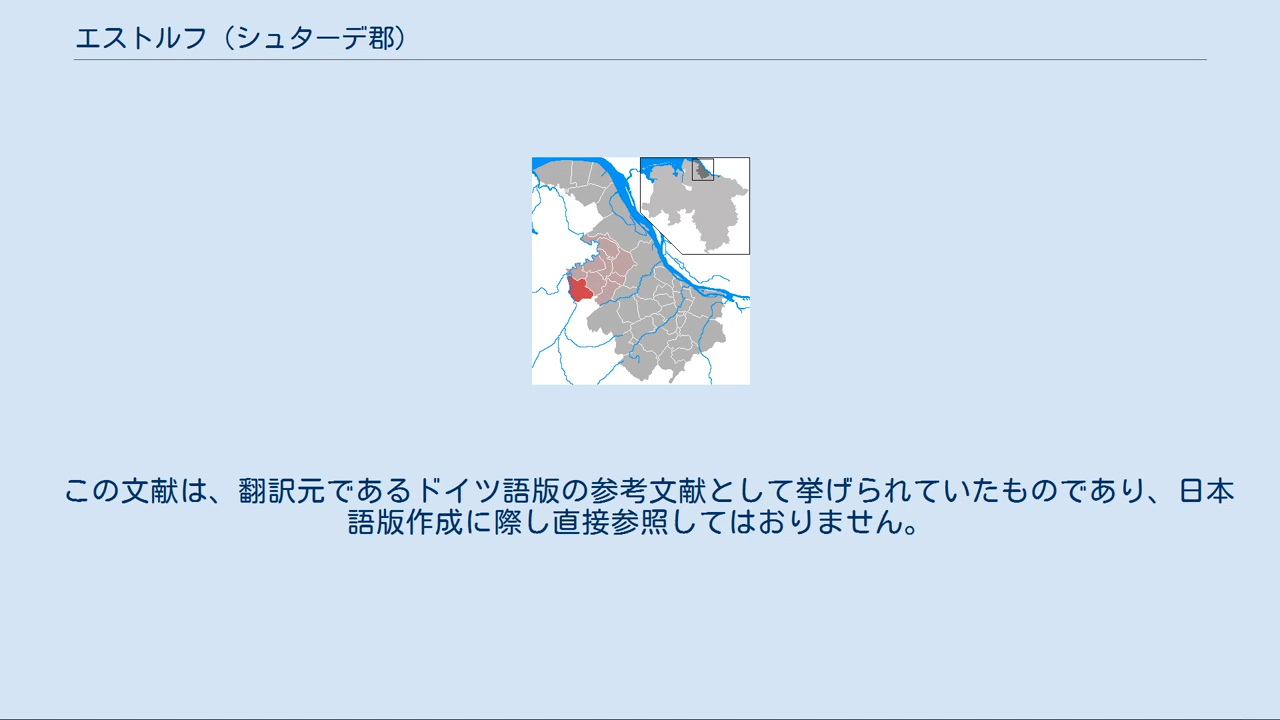 エストルフ（シュターデ郡）
この文献は、翻訳元であるドイツ語版の参考文献として挙げられていたものであり、日本
語版作成に際し直接参照してはおりません。